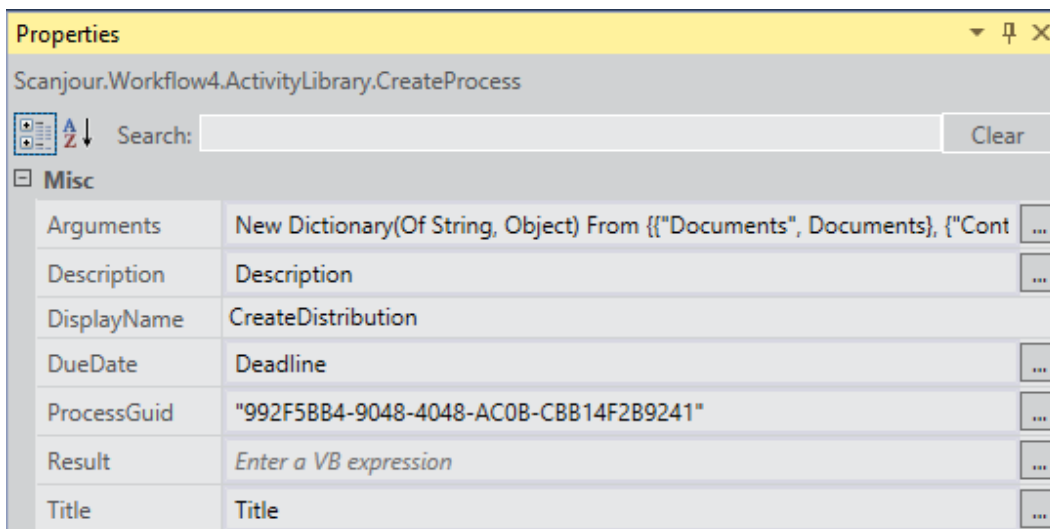 Properties
Scanjour.Workflow4.ActivityLibrary.CreateProcess
Search: Clear
Misc
Arguments New Dictionary(Of String, Object) From {{"Documents", Documents}, {"Cont ...
Description Description ...
DisplayName CreateDistribution
DueDate Deadline ...
ProcessGuid "992F5BB4-9048-4048-AC0B-CBB14F2B9241" ...
Result Enter a VB expression ...
Title Title ...